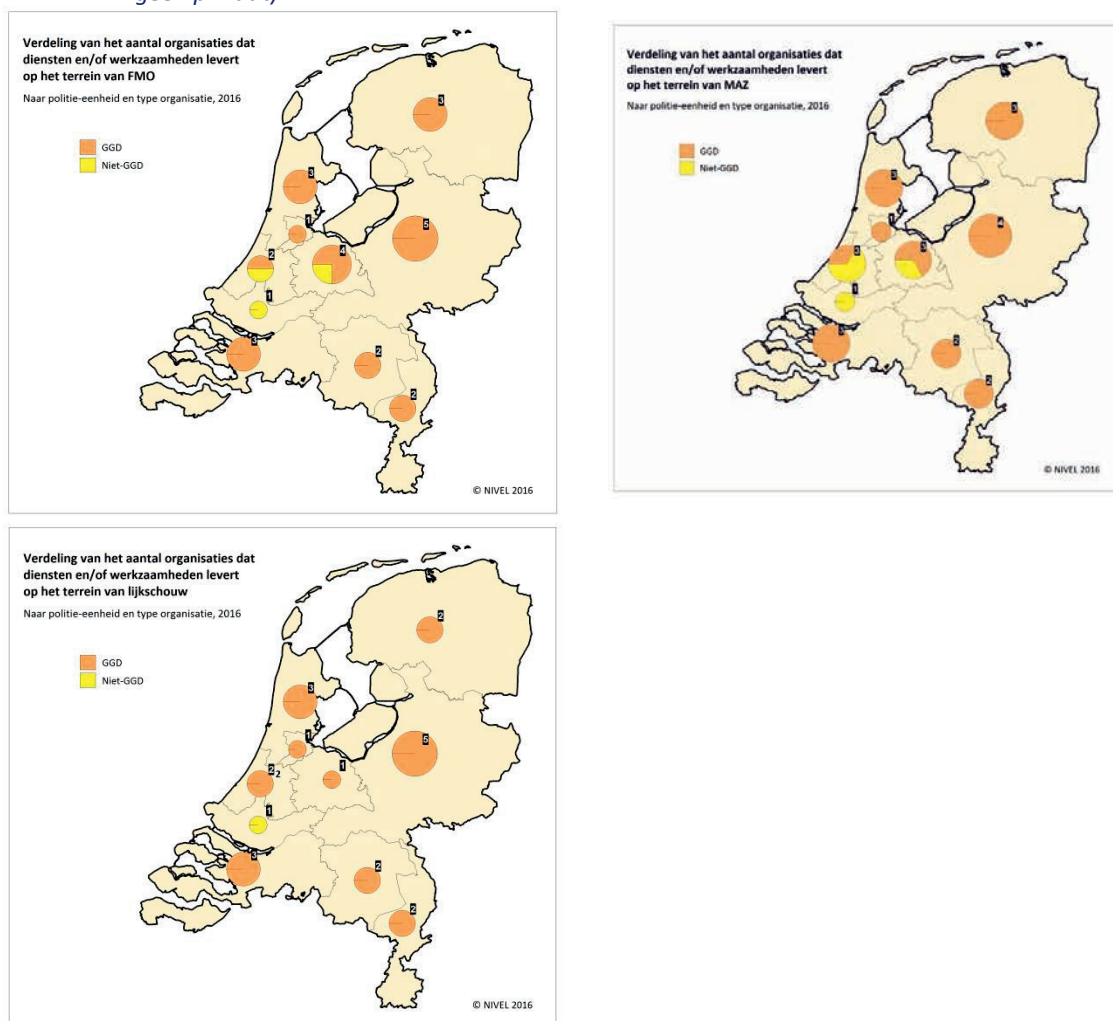 Verdeling van het aantal organisaties dat
diensten en/of werkzaamheden levert
op het terrein van FMO
Naar politie-eenheid en type organisatie, 2016
GGD
Niet-GGD
3
3
1
5
2
4
1
3
2
2
© NIVEL 2016
Verdeling van het aantal organisaties dat
diensten en/of werkzaamheden levert
op het terrein van MAZ
Naar politie-eenheid en type organisatie, 2016
GGD
Niet-GGD
3
3
1
4
3
3
1
3
2
2
© NIVEL 2016
Verdeling van het aantal organisaties dat
diensten en/of werkzaamheden levert
op het terrein van lijkschouw
Naar politie-eenheid en type organisatie, 2016
GGD
Niet-GGD
2
3
1
5
2 2
1
1
3
2
2
© NIVEL 2016